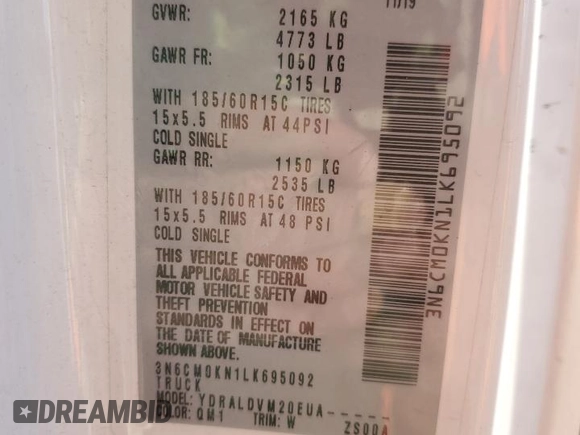 11/19
GVWR: 2165 KG
4773 LB
GAWR FR: 1050 KG
2315 LB
WITH 185/60R15C TIRES
15x5.5 RIMS AT 44PSI
COLD SINGLE
GAWR RR: 1150 KG
2535 LB
WITH 185/60R15C TIRES
15x5.5 RIMS AT 48 PSI
COLD SINGLE
THIS VEHICLE CONFORMS TO
ALL APPLICABLE FEDERAL
MOTOR VEHICLE SAFETY AND
THEFT PREVENTION
STANDARDS IN EFFECT ON
THE DATE OF MANUFACTURE
SHOWN ABOVE.
3N6CM0KN1LK695092
TRUCK
MODEL: YDRALDVM20EUA-----
COLOR: QM1 TRIM: W ZS00A
3N6CM0KN1LK695092
DREAMBID.com